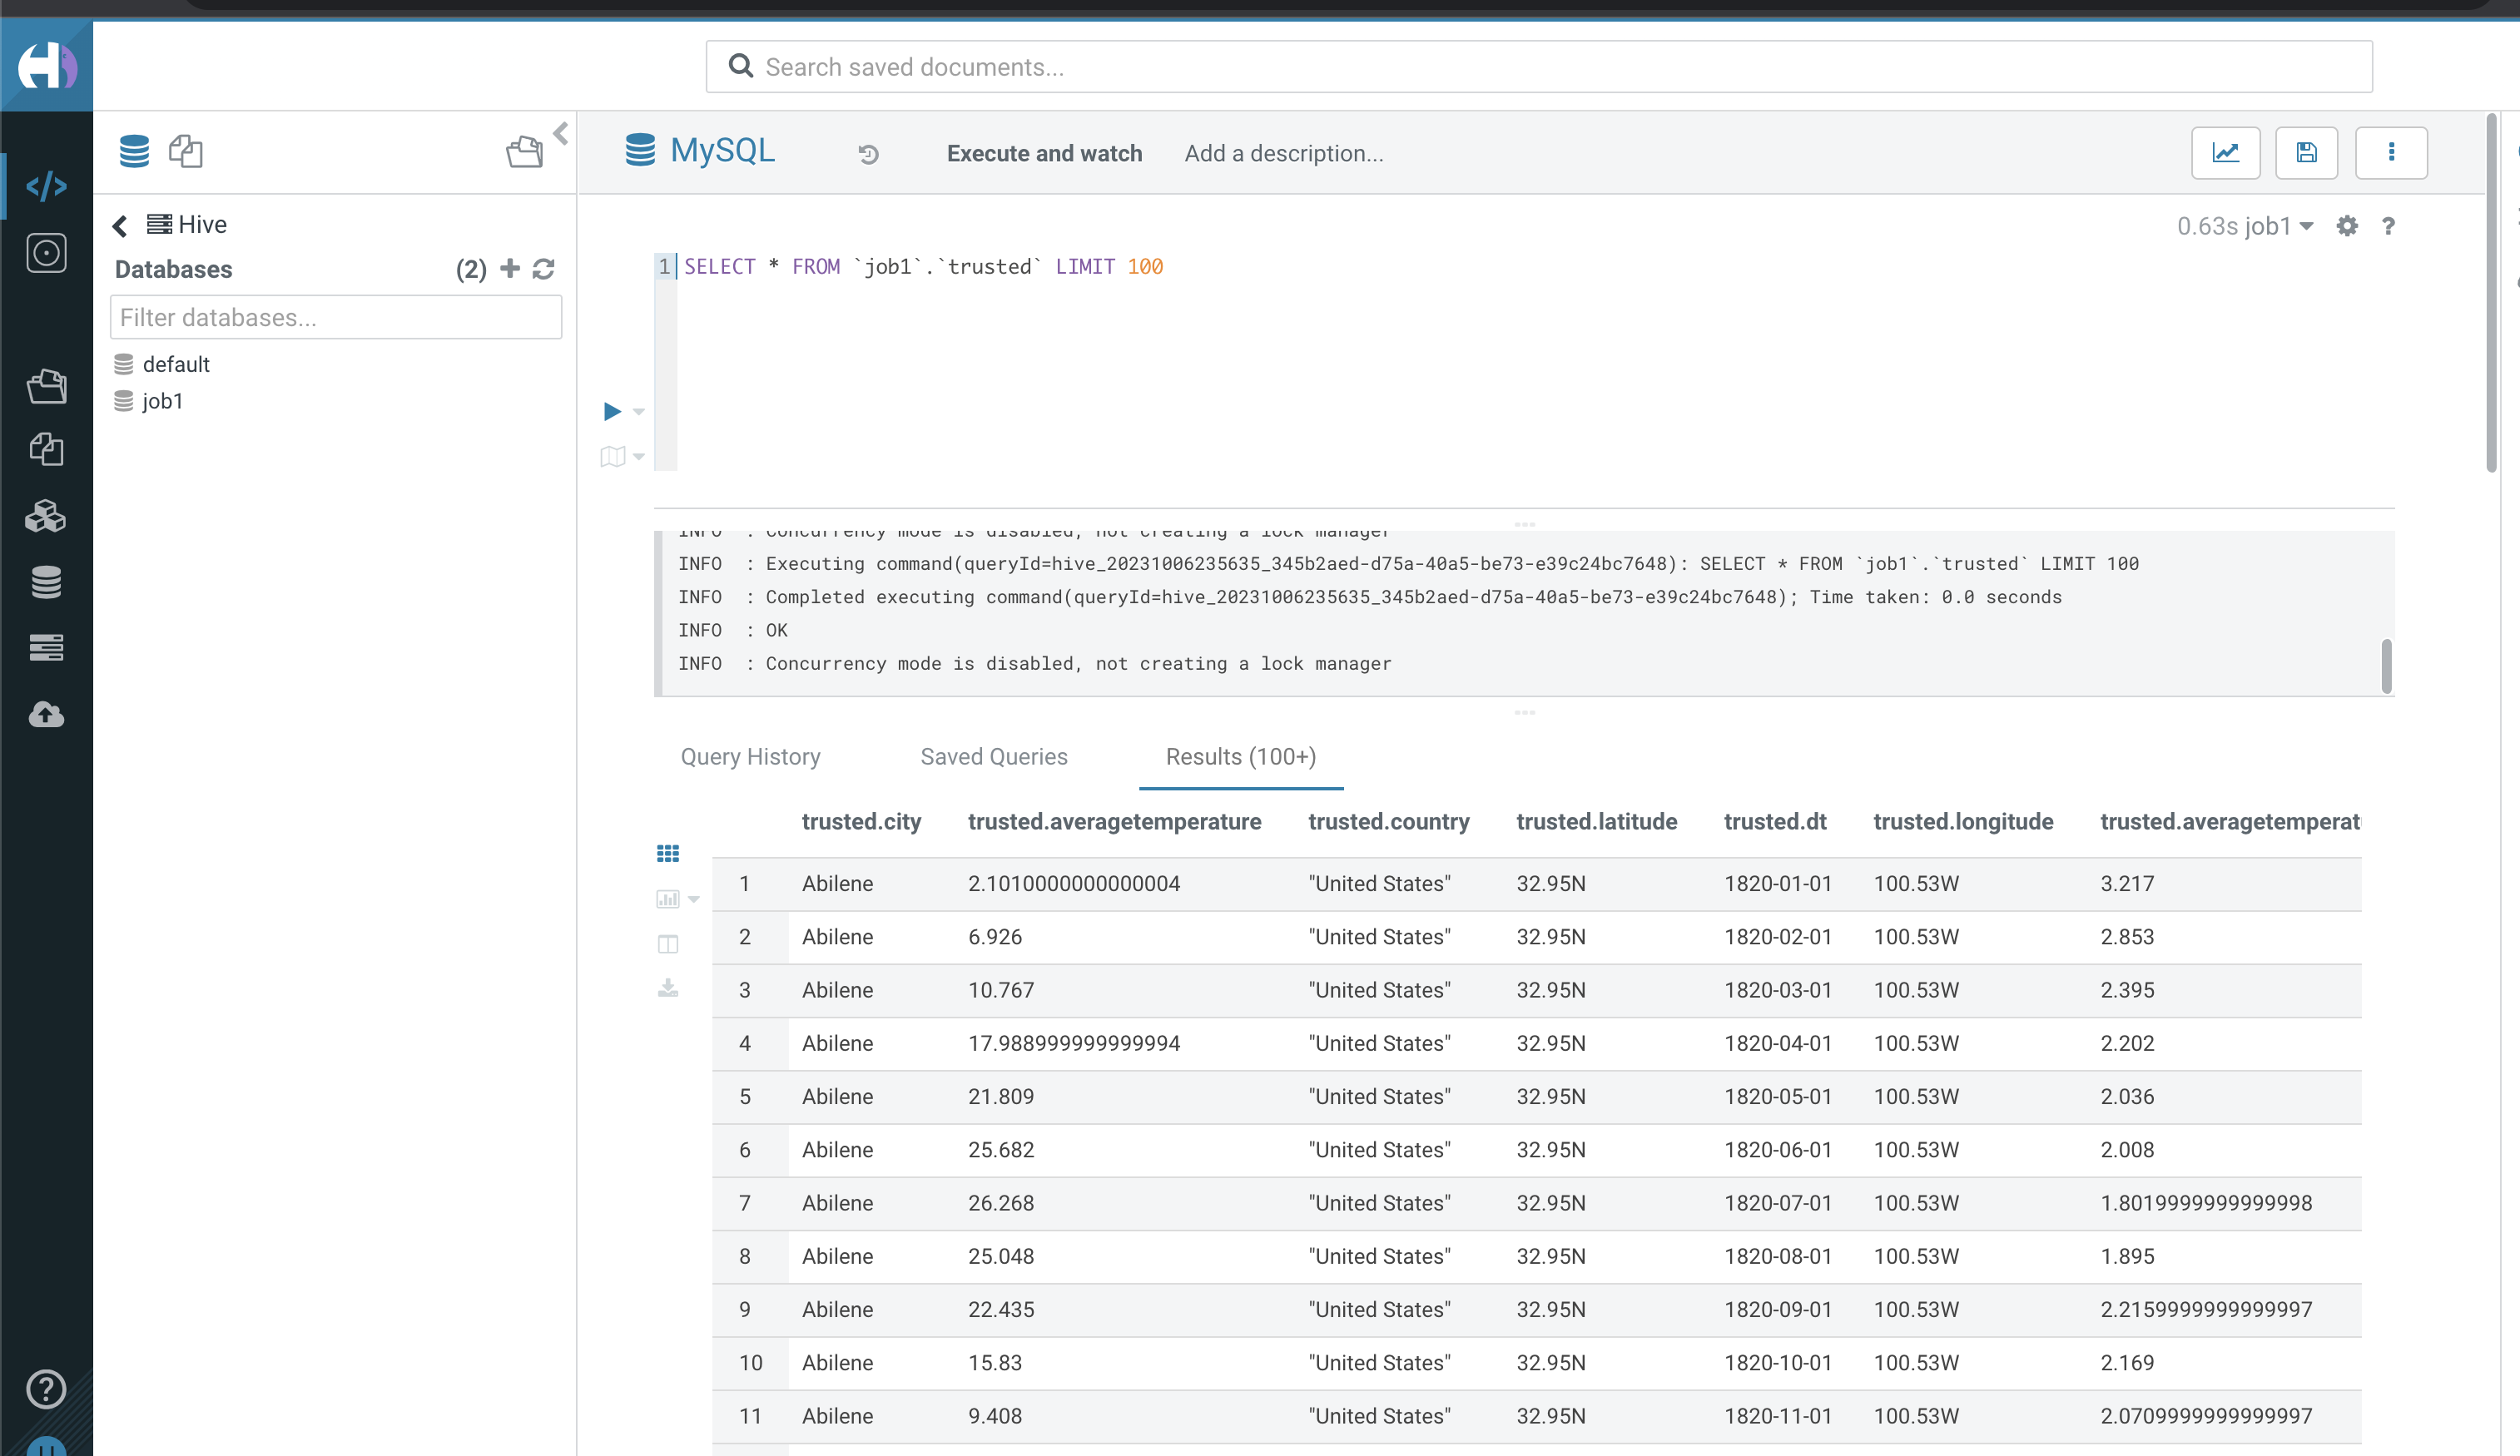 Search saved documents...
MySQL
Execute and watch
Add a description...
Hive
Databases (2)
Filter databases...
default
job1
0.63s job1
?
1 SELECT * FROM `job1`.`trusted` LIMIT 100
INFO : Concurrency mode is disabled, not creating a lock manager
INFO : Executing command(queryId=hive_20231006235635_345b2aed-d75a-40a5-be73-e39c24bc7648): SELECT * FROM `job1`.`trusted` LIMIT 100
INFO : Completed executing command(queryId=hive_20231006235635_345b2aed-d75a-40a5-be73-e39c24bc7648); Time taken: 0.0 seconds
INFO : OK
INFO : Concurrency mode is disabled, not creating a lock manager
Query History Saved Queries Results (100+)
trusted.city trusted.averagetemperature trusted.country trusted.latitude trusted.dt trusted.longitude trusted.averagetemperat
1 Abilene 2.1010000000000004 "United States" 32.95N 1820-01-01 100.53W 3.217
2 Abilene 6.926 "United States" 32.95N 1820-02-01 100.53W 2.853
3 Abilene 10.767 "United States" 32.95N 1820-03-01 100.53W 2.395
4 Abilene 17.988999999999994 "United States" 32.95N 1820-04-01 100.53W 2.202
5 Abilene 21.809 "United States" 32.95N 1820-05-01 100.53W 2.036
6 Abilene 25.682 "United States" 32.95N 1820-06-01 100.53W 2.008
7 Abilene 26.268 "United States" 32.95N 1820-07-01 100.53W 1.8019999999999998
8 Abilene 25.048 "United States" 32.95N 1820-08-01 100.53W 1.895
9 Abilene 22.435 "United States" 32.95N 1820-09-01 100.53W 2.2159999999999997
10 Abilene 15.83 "United States" 32.95N 1820-10-01 100.53W 2.169
11 Abilene 9.408 "United States" 32.95N 1820-11-01 100.53W 2.0709999999999997